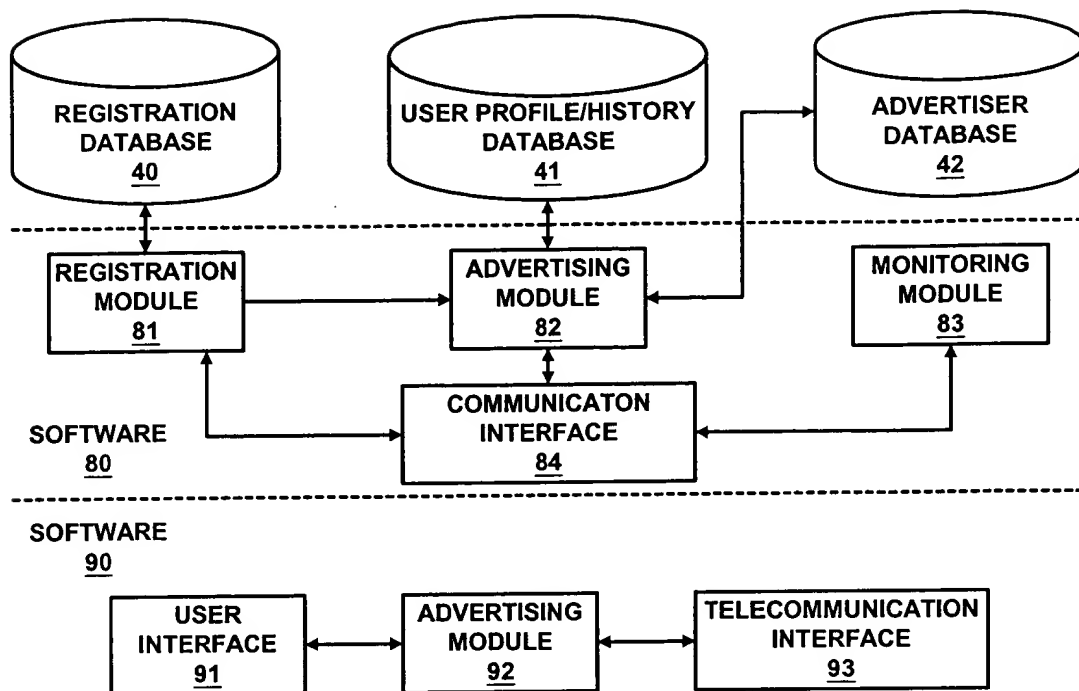 REGISTRATION
DATABASE
40
USER PROFILE/HISTORY
DATABASE
41
ADVERTISER
DATABASE
42
REGISTRATION
MODULE
81
ADVERTISING
MODULE
82
MONITORING
MODULE
83
COMMUNICATON
INTERFACE
84
SOFTWARE
80
SOFTWARE
90
USER
INTERFACE
91
ADVERTISING
MODULE
92
TELECOMMUNICATION
INTERFACE
93